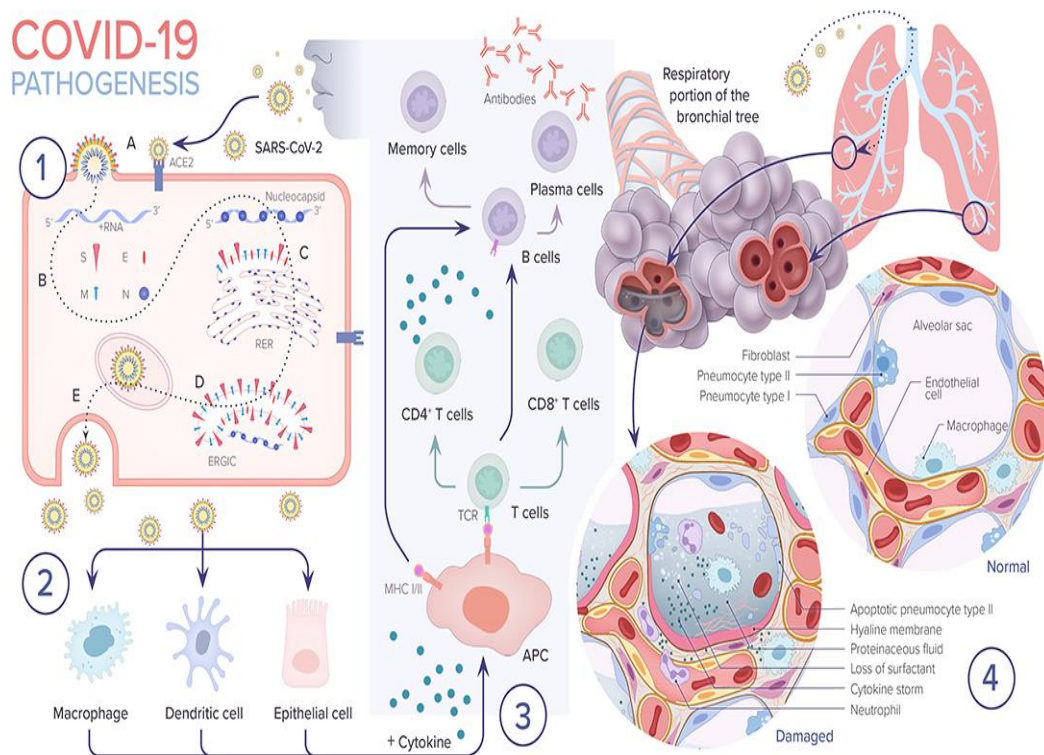 COVID-19
PATHOGENESIS
1
A
ACE2
SARS-CoV-2
5'
+RNA
3'
Nucleocapsid
5'
3'
B
S
E
M
N
C
RER
D
E
ERGIC
2
Macrophage
Dendritic cell
Epithelial cell
Antibodies
Memory cells
Plasma cells
B cells
CD4+ T cells
CD8+ T cells
TCR
T cells
MHC I/II
APC
+ Cytokine
3
Respiratory
portion of the
bronchial tree
Alveolar sac
Fibroblast
Pneumocyte type II
Pneumocyte type I
Endothelial
cell
Macrophage
Normal
Apoptotic pneumocyte type II
Hyaline membrane
Proteinaceous fluid
Loss of surfactant
Cytokine storm
Neutrophil
Damaged
4